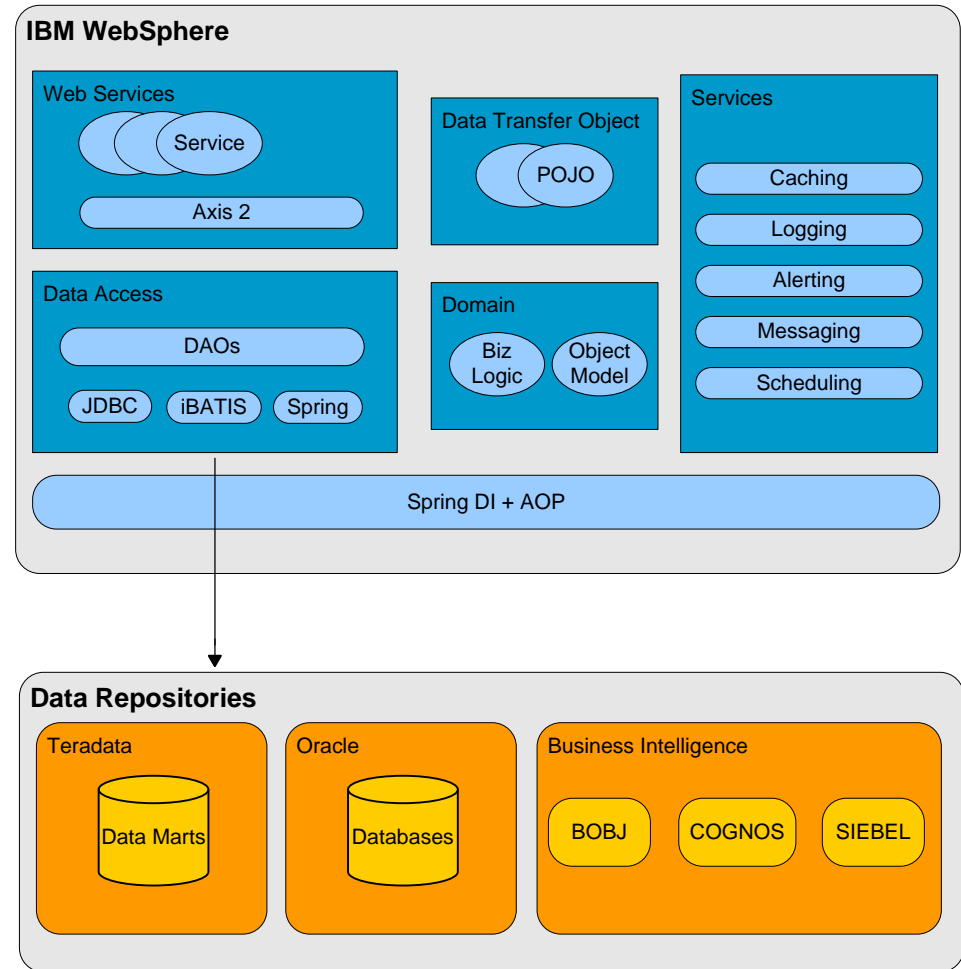 IBM WebSphere
Web Services
Service
Axis 2
Data Transfer Object
POJO
Services
Caching
Logging
Alerting
Messaging
Scheduling
Data Access
DAOs
JDBC
iBATIS
Spring
Domain
Biz
Logic
Object
Model
Spring DI + AOP
Data Repositories
Teradata
Data Marts
Oracle
Databases
Business Intelligence
BOBJ
COGNOS
SIEBEL